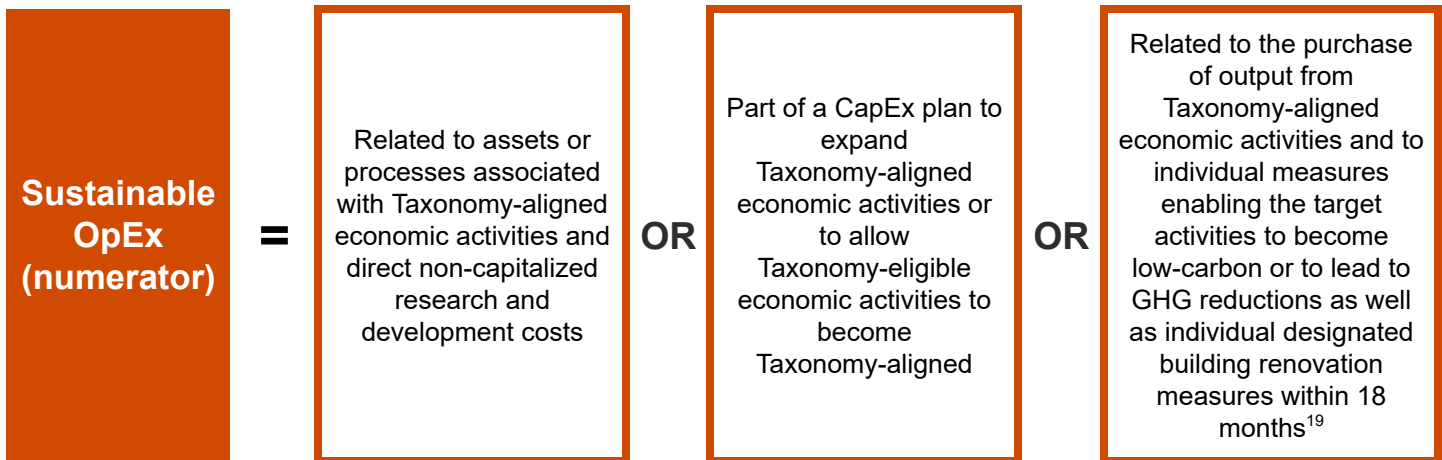 Sustainable
OpEx
(numerator)
=
Related to assets or
processes associated
with Taxonomy-aligned
economic activities and
direct non-capitalized
research and
development costs
OR
Part of a CapEx plan to
expand
Taxonomy-aligned
economic activities or
to allow
Taxonomy-eligible
economic activities to
become
Taxonomy-aligned
OR
Related to the purchase
of output from
Taxonomy-aligned
economic activities and to
individual measures
enabling the target
activities to become
low-carbon or to lead to
GHG reductions as well
as individual designated
building renovation
measures within 18
months19